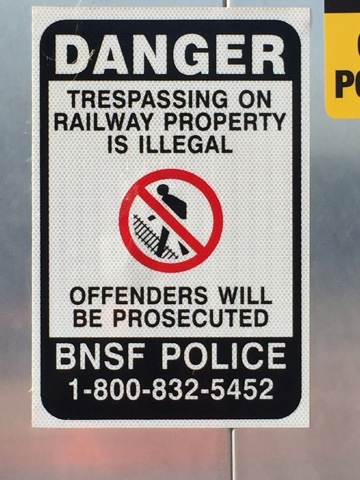 DANGER
TRESPASSING ON
RAILWAY PROPERTY
IS ILLEGAL
OFFENDERS WILL
BE PROSECUTED
BNSF POLICE
1-800-832-5452